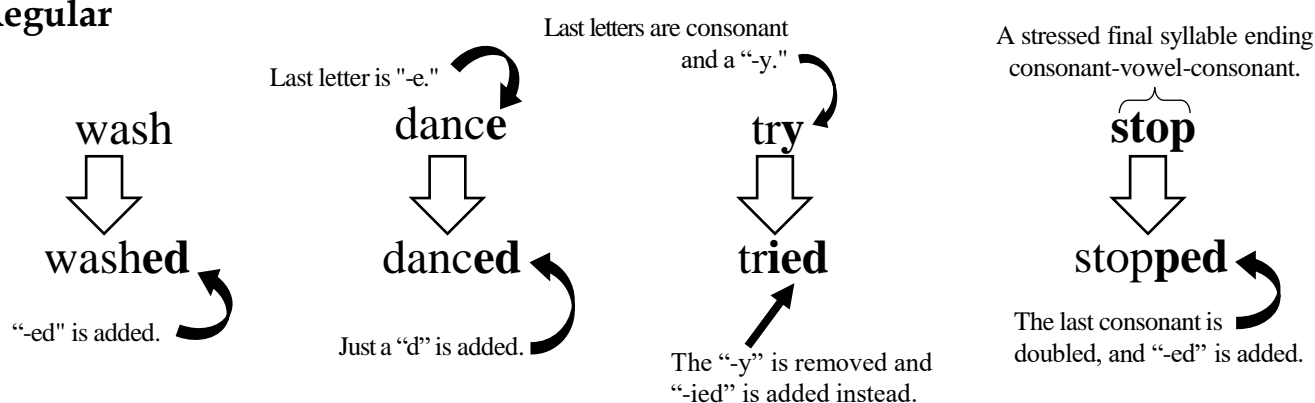 Regular
Last letters are consonant
and a “-y."
A stressed final syllable ending
consonant-vowel-consonant.
Last letter is "-e."
wash
dance
try
stop
washed
danced
tried
stopped
“-ed" is added.
Just a “d” is added.
The “-y” is removed and
“-ied” is added instead.
The last consonant is
doubled, and “-ed” is added.